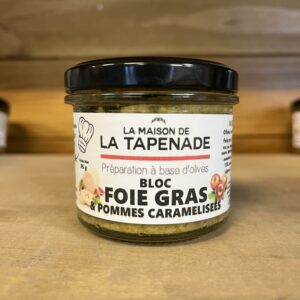 LA MAISON DE
LA TAPENADE
Préparation à base d'olives
BLOC
FOIE GRAS
& POMMES CARAMELISÉES